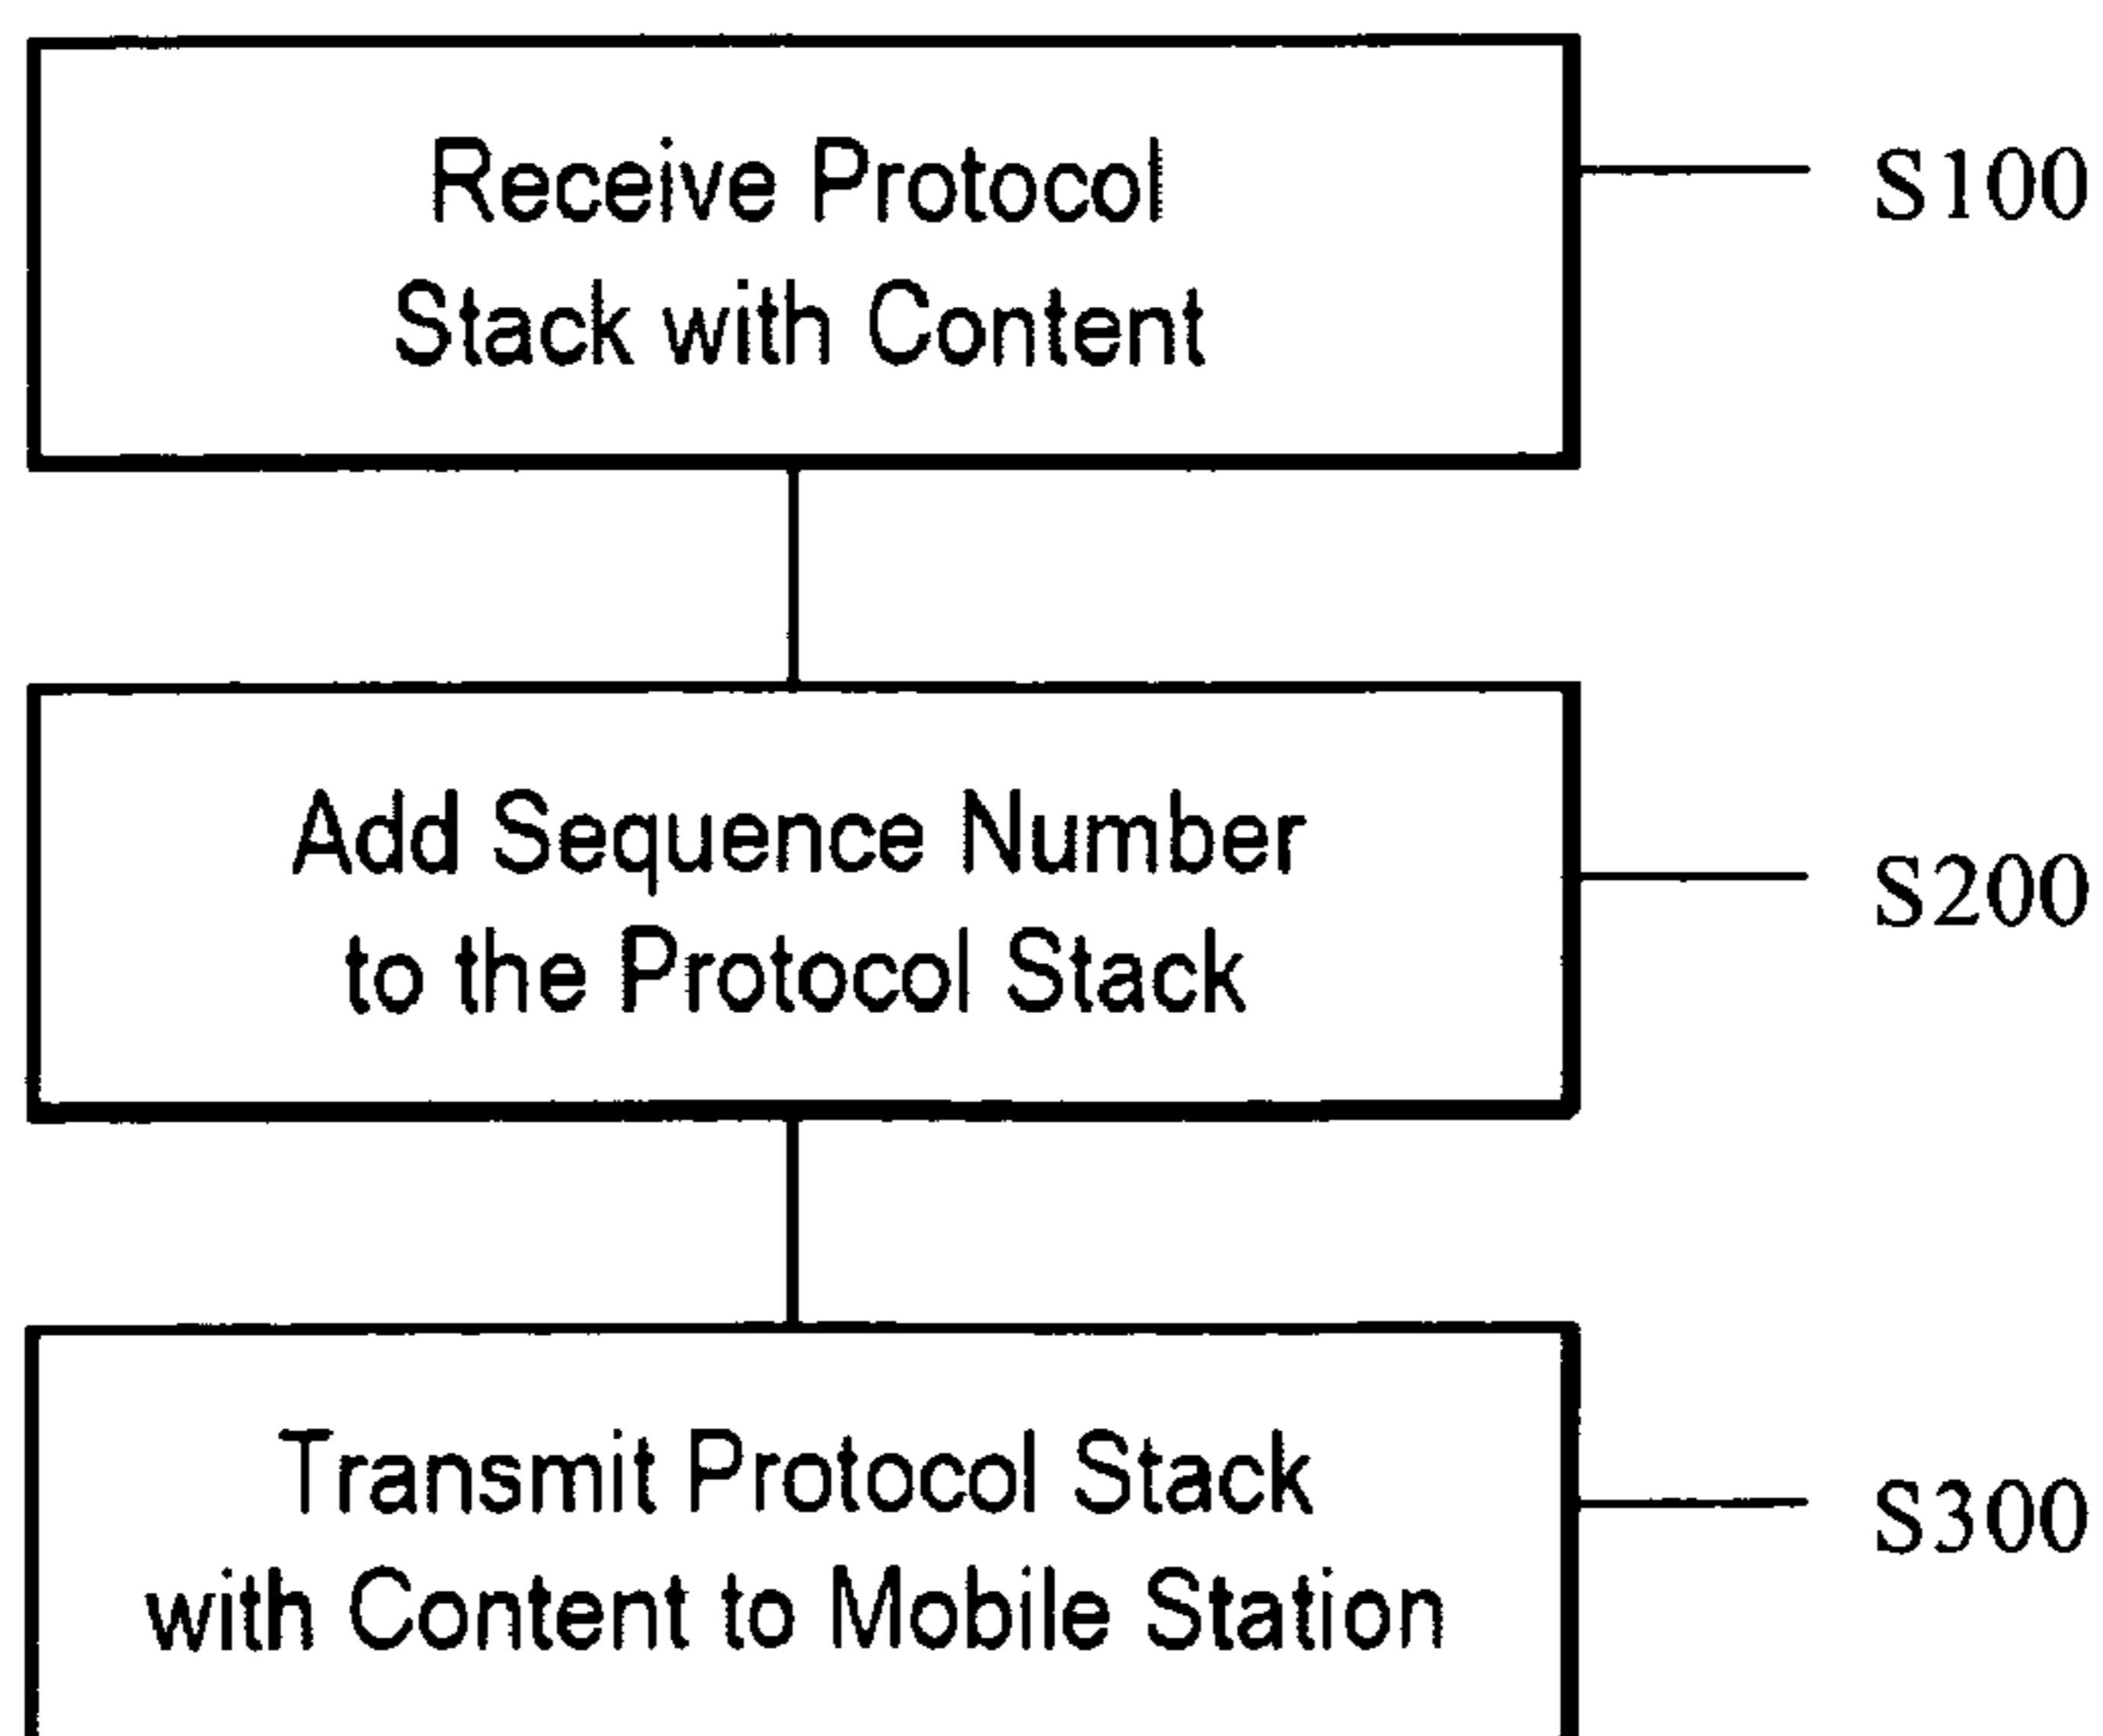 Receive Protocol
Stack with Content
S100
Add Sequence Number
to the Protocol Stack
S200
Transmit Protocol Stack
with Content to Mobile Station
S300